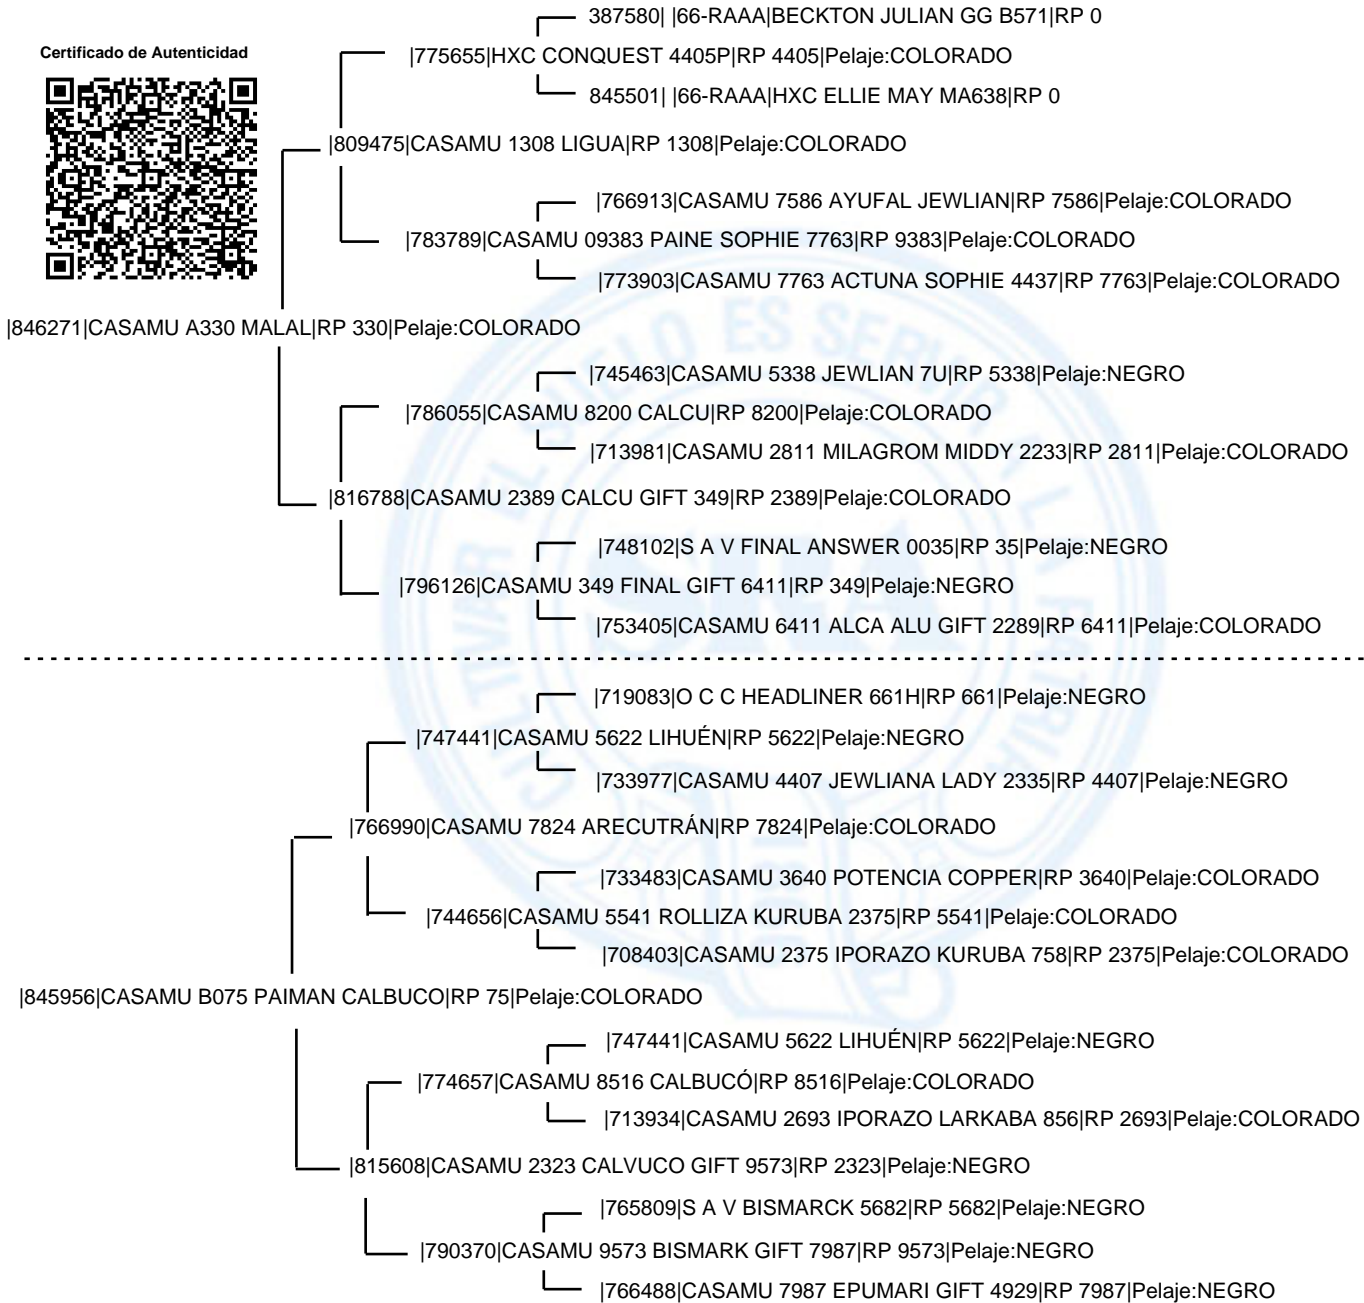 387580| |66-RAAA|BECKTON JULIAN GG B571|RP 0
Certificado de Autenticidad
|775655|HXC CONQUEST 4405P|RP 4405|Pelaje:COLORADO
845501| |66-RAAA|HXC ELLIE MAY MA638|RP 0
|809475|CASAMU 1308 LIGUA|RP 1308|Pelaje:COLORADO
|766913|CASAMU 7586 AYUFAL JEWLIAN|RP 7586|Pelaje:COLORADO
|783789|CASAMU 09383 PAINE SOPHIE 7763|RP 9383|Pelaje:COLORADO
|773903|CASAMU 7763 ACTUNA SOPHIE 4437|RP 7763|Pelaje:COLORADO
|846271|CASAMU A330 MALAL|RP 330|Pelaje:COLORADO
|745463|CASAMU 5338 JEWLIAN 7U|RP 5338|Pelaje:NEGRO
|786055|CASAMU 8200 CALCU|RP 8200|Pelaje:COLORADO
|713981|CASAMU 2811 MILAGROM MIDDY 2233|RP 2811|Pelaje:COLORADO
|816788|CASAMU 2389 CALCU GIFT 349|RP 2389|Pelaje:COLORADO
|748102|S A V FINAL ANSWER 0035|RP 35|Pelaje:NEGRO
|796126|CASAMU 349 FINAL GIFT 6411|RP 349|Pelaje:NEGRO
|753405|CASAMU 6411 ALCA ALU GIFT 2289|RP 6411|Pelaje:COLORADO
|719083|O C C HEADLINER 661H|RP 661|Pelaje:NEGRO
|747441|CASAMU 5622 LIHUÉN|RP 5622|Pelaje:NEGRO
|733977|CASAMU 4407 JEWLIANA LADY 2335|RP 4407|Pelaje:NEGRO
|766990|CASAMU 7824 ARECUTRÁN|RP 7824|Pelaje:COLORADO
|733483|CASAMU 3640 POTENCIA COPPER|RP 3640|Pelaje:COLORADO
|744656|CASAMU 5541 ROLLIZA KURUBA 2375|RP 5541|Pelaje:COLORADO
|708403|CASAMU 2375 IPORAZO KURUBA 758|RP 2375|Pelaje:COLORADO
|845956|CASAMU B075 PAIMAN CALBUCO|RP 75|Pelaje:COLORADO
|747441|CASAMU 5622 LIHUÉN|RP 5622|Pelaje:NEGRO
|774657|CASAMU 8516 CALBUCÓ|RP 8516|Pelaje:COLORADO
|713934|CASAMU 2693 IPORAZO LARKABA 856|RP 2693|Pelaje:COLORADO
|815608|CASAMU 2323 CALVUCO GIFT 9573|RP 2323|Pelaje:NEGRO
|765809|S A V BISMARCK 5682|RP 5682|Pelaje:NEGRO
|790370|CASAMU 9573 BISMARK GIFT 7987|RP 9573|Pelaje:NEGRO
|766488|CASAMU 7987 EPUMARI GIFT 4929|RP 7987|Pelaje:NEGRO
CULTIVAR EL SUELO ES SERVIR A LA PATRIA
SRA
1866